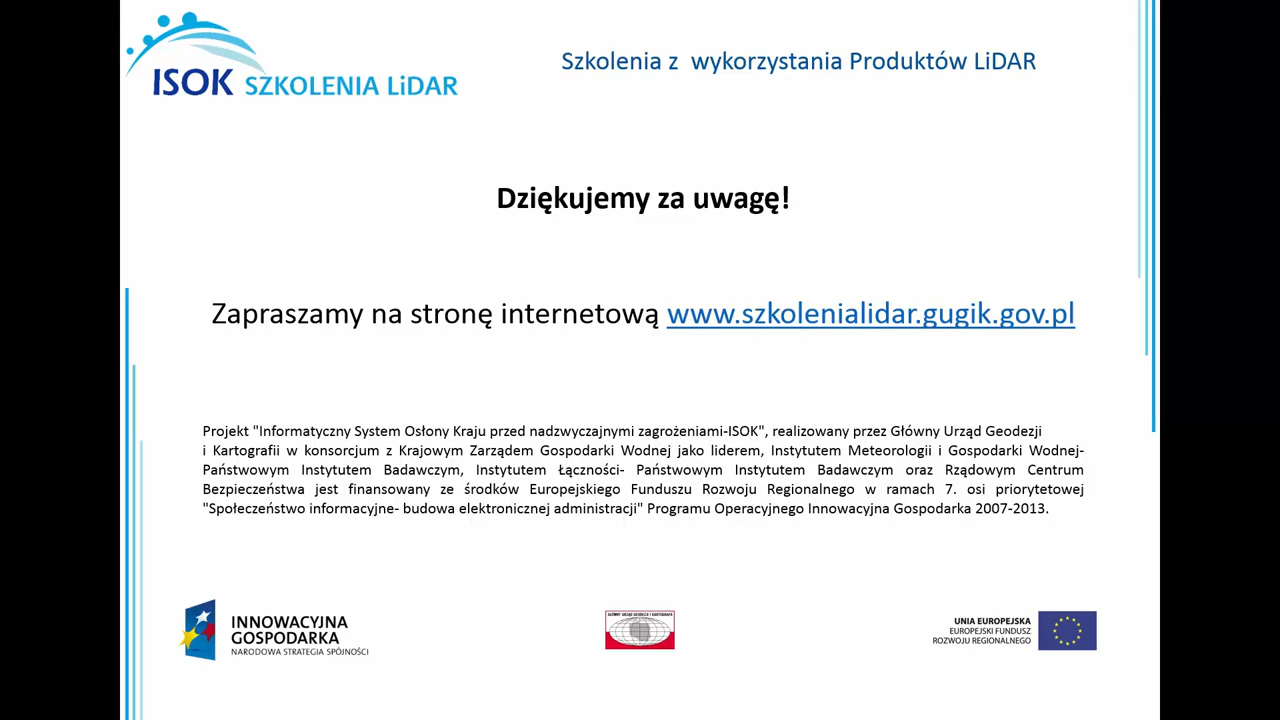 ISOK SZKOLENIA LiDAR
Szkolenia z wykorzystania Produktów LiDAR
Dziękujemy za uwagę!
Zapraszamy na stronę internetową www.szkolenialidar.gugik.gov.pl
Projekt "Informatyczny System Osłony Kraju przed nadzwyczajnymi zagrożeniami-ISOK", realizowany przez Główny Urząd Geodezji
i Kartografii w konsorcjum z Krajowym Zarządem Gospodarki Wodnej jako liderem, Instytutem Meteorologii i Gospodarki Wodnej-
Państwowym Instytutem Badawczym, Instytutem Łączności- Państwowym Instytutem Badawczym oraz Rządowym Centrum
Bezpieczeństwa jest finansowany ze środków Europejskiego Funduszu Rozwoju Regionalnego w ramach 7. osi priorytetowej
"Społeczeństwo informacyjne- budowa elektronicznej administracji" Programu Operacyjnego Innowacyjna Gospodarka 2007-2013.
INNOWACYJNA
GOSPODARKA
NARODOWA STRATEGIA SPÓJNOŚCI
GŁÓWNY URZĄD GEODEZJI I KARTOGRAFII
UNIA EUROPEJSKA
EUROPEJSKI FUNDUSZ
ROZWOJU REGIONALNEGO